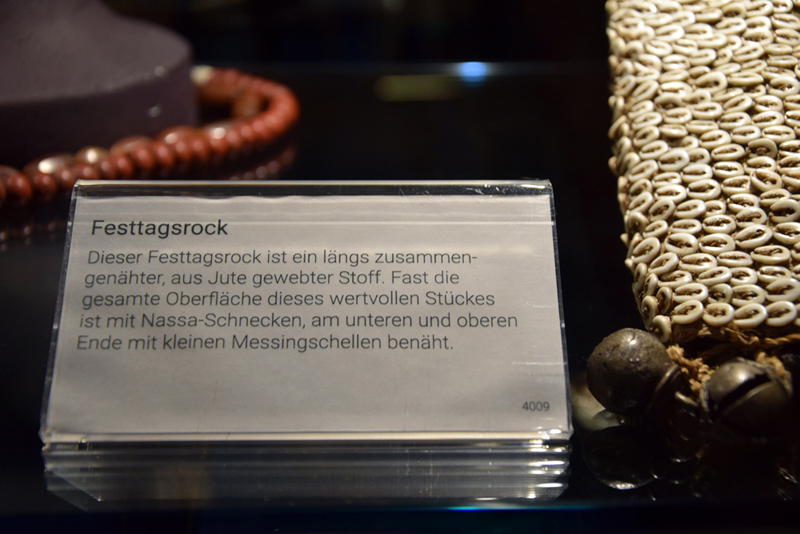 Festtagsrock
Dieser Festtagsrock ist ein längs zusammen-
genähter, aus Jute gewebter Stoff. Fast die
gesamte Oberfläche dieses wertvollen Stückes
ist mit Nassa-Schnecken, am unteren und oberen
Ende mit kleinen Messingschellen benäht.
4009